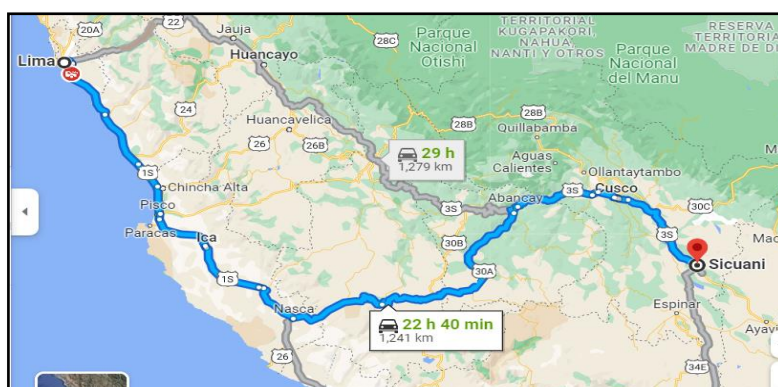 TERRITORIAL
KUGAPAKORI,
NAHUA,
NANTI Y OTROS
RESERVA
TERRITORIA
MADRE DE DI
20A
22
Jauja
28C
Parque
Nacional
Otishi
Parque
Nacional
del Manu
Lima
Huancayo
24
Huancavelica
26
26B
28B
28B
Quillabamba
29 h
1,279 km
Aguas
Calientes
Ollantaytambo
1S
Chincha Alta
Pisco
Paracas
Ica
3S
Abancay
3S
Cusco
30C
30B
3S
Mac
Sicuani
1S
30A
Nasca
22 h 40 min
1,241 km
Espinar
Ayavi
26
34E